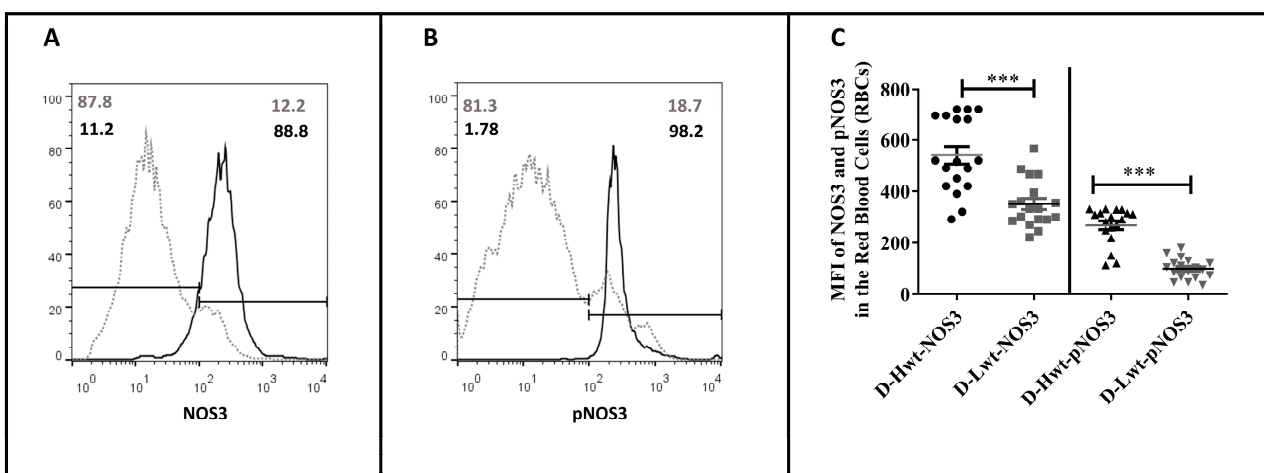 A
87.8 12.2
11.2 88.8
100
80
60
40
20
0
10^0 10^1 10^2 10^3 10^4
NOS3
B
81.3 18.7
1.78 98.2
100
80
60
40
20
0
10^0 10^1 10^2 10^3 10^4
pNOS3
C
MFI of NOS3 and pNOS3
in the Red Blood Cells (RBCs)
800
600
400
200
0
***
***
D-Hwt-NOS3
D-Lwt-NOS3
D-Hwt-pNOS3
D-Lwt-pNOS3